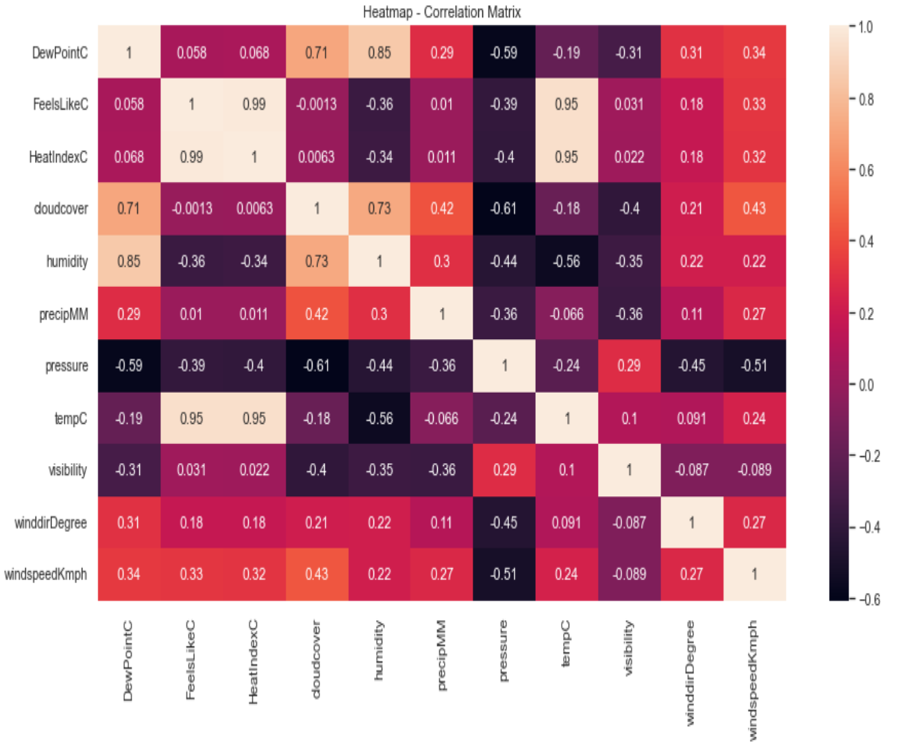 Heatmap - Correlation Matrix
DewPointC 1 0.058 0.068 0.71 0.85 0.29 -0.59 -0.19 -0.31 0.31 0.34
FeelsLikeC 0.058 1 0.99 -0.0013 -0.36 0.01 -0.39 0.95 0.031 0.18 0.33
HeatIndexC 0.068 0.99 1 0.0063 -0.34 0.011 -0.4 0.95 0.022 0.18 0.32
cloudcover 0.71 -0.0013 0.0063 1 0.73 0.42 -0.61 -0.18 -0.4 0.21 0.43
humidity 0.85 -0.36 -0.34 0.73 1 0.3 -0.44 -0.56 -0.35 0.22 0.22
precipMM 0.29 0.01 0.011 0.42 0.3 1 -0.36 -0.066 -0.36 0.11 0.27
pressure -0.59 -0.39 -0.4 -0.61 -0.44 -0.36 1 -0.24 0.29 -0.45 -0.51
tempC -0.19 0.95 0.95 -0.18 -0.56 -0.066 -0.24 1 0.1 0.091 0.24
visibility -0.31 0.031 0.022 -0.4 -0.35 -0.36 0.29 0.1 1 -0.087 -0.089
winddirDegree 0.31 0.18 0.18 0.21 0.22 0.11 -0.45 0.091 -0.087 1 0.27
windspeedKmph 0.34 0.33 0.32 0.43 0.22 0.27 -0.51 0.24 -0.089 0.27 1
DewPointC
FeelsLikeC
HeatIndexC
cloudcover
humidity
precipMM
pressure
tempC
visibility
winddirDegree
windspeedKmph
1.0
0.8
0.6
0.4
0.2
0.0
-0.2
-0.4
-0.6